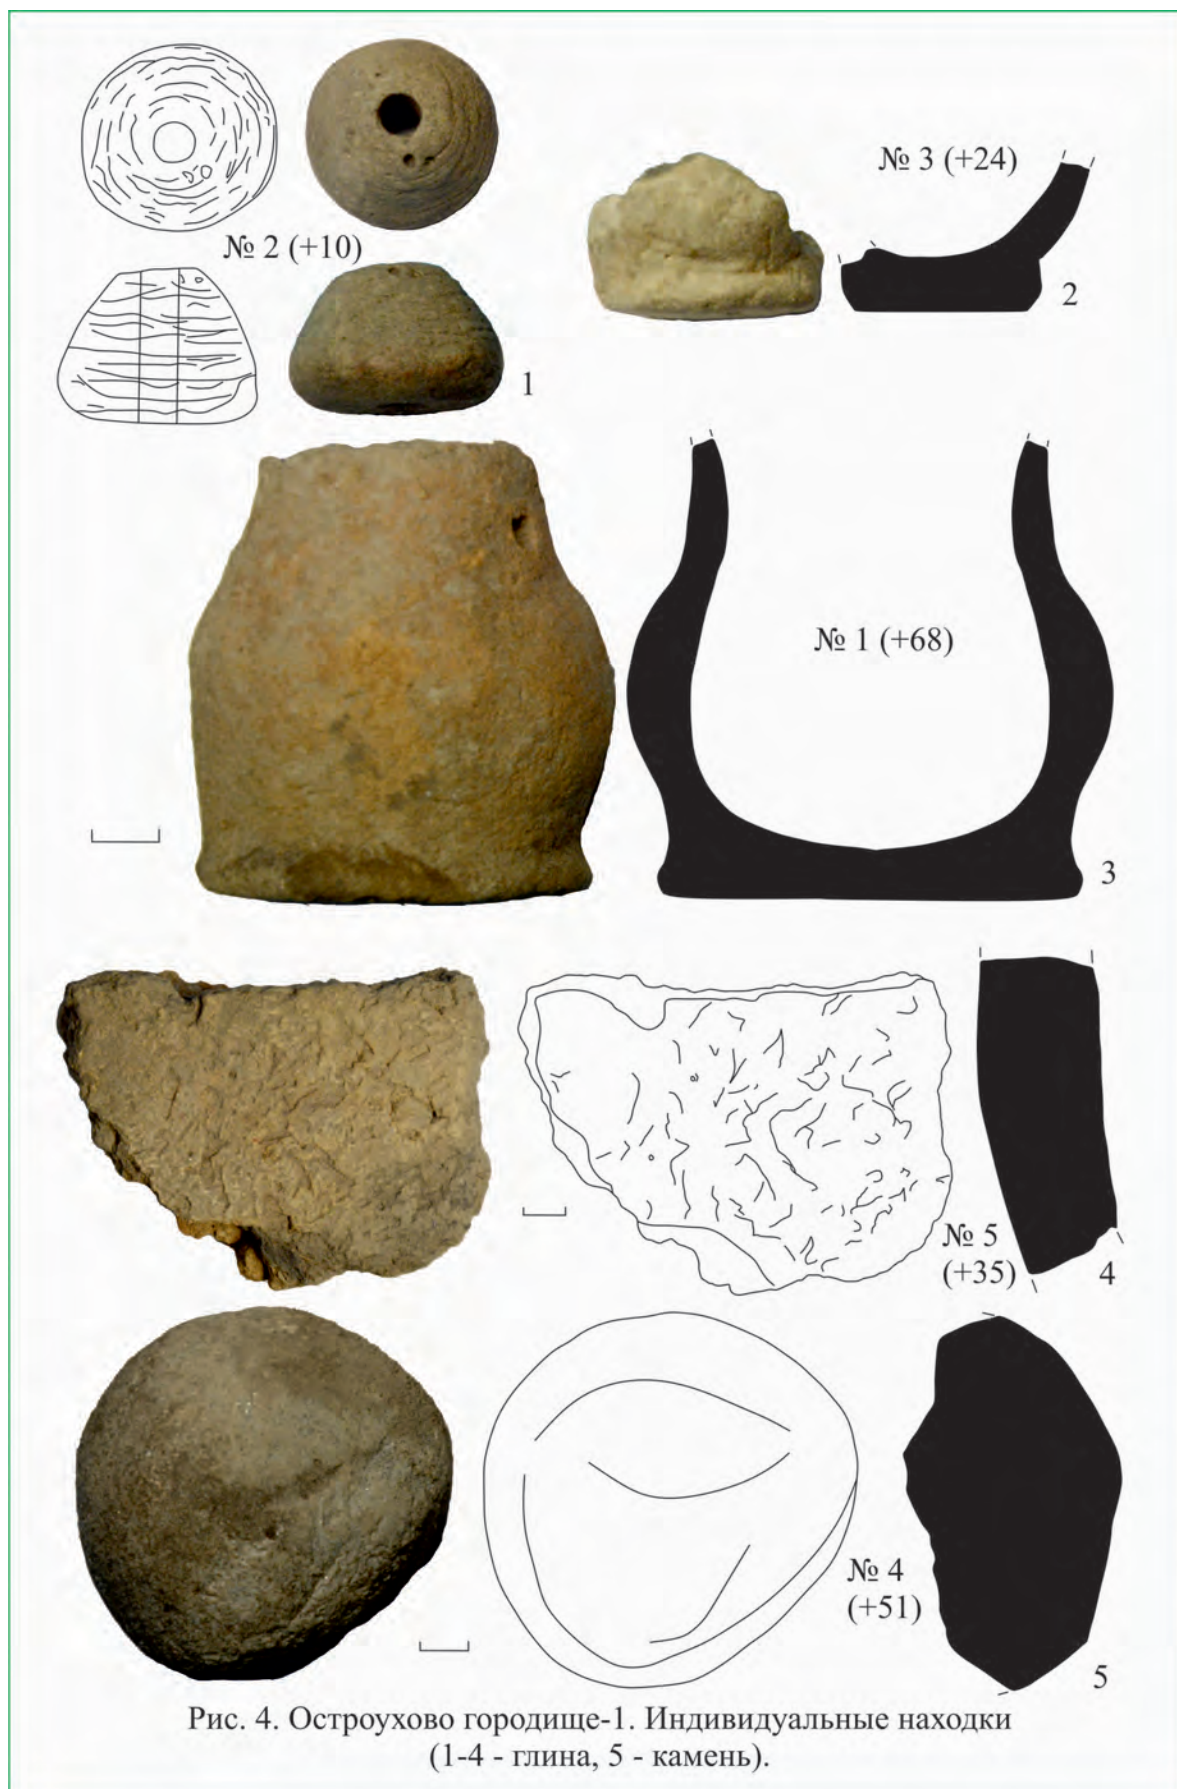 № 2 (+10)
1
№ 3 (+24)
2
№ 1 (+68)
3
№ 5
(+35)
4
№ 4
(+51)
5
Рис. 4. Остроухово городище-1. Индивидуальные находки
(1-4 - глина, 5 - камень).